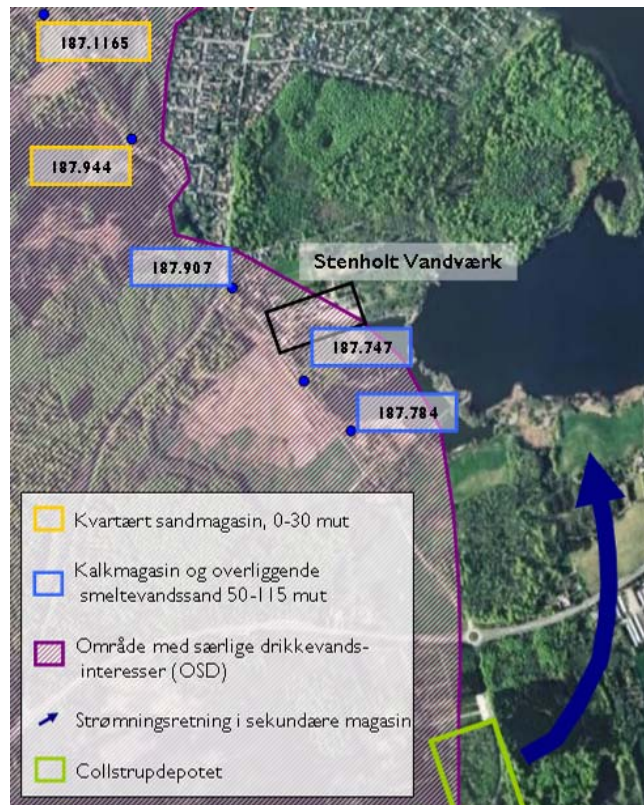 187.1165
187.944
187.907
Stenholt Vandværk
187.747
187.784
Kvartært sandmagasin, 0-30 mut
Kalkmagasin og overliggende
smeltevandssand 50-115 mut
Område med særlige drikkevands-
interesser (OSD)
Strømningsretning i sekundære magasin
Collstrupdepotet